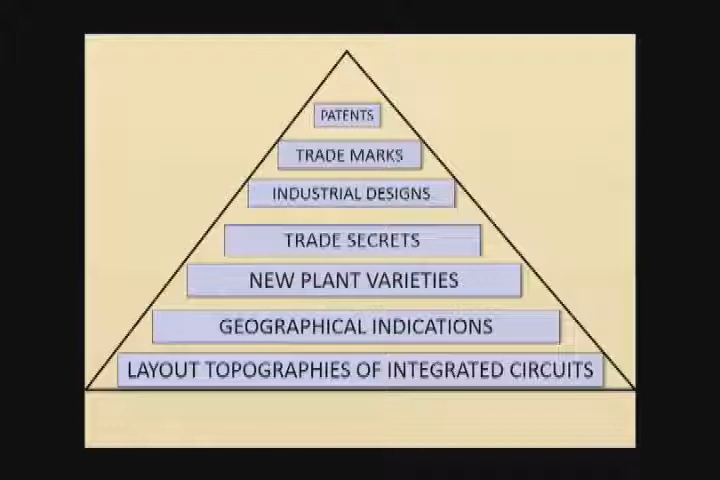 PATENTS
TRADE MARKS
INDUSTRIAL DESIGNS
TRADE SECRETS
NEW PLANT VARIETIES
GEOGRAPHICAL INDICATIONS
LAYOUT TOPOGRAPHIES OF INTEGRATED CIRCUITS